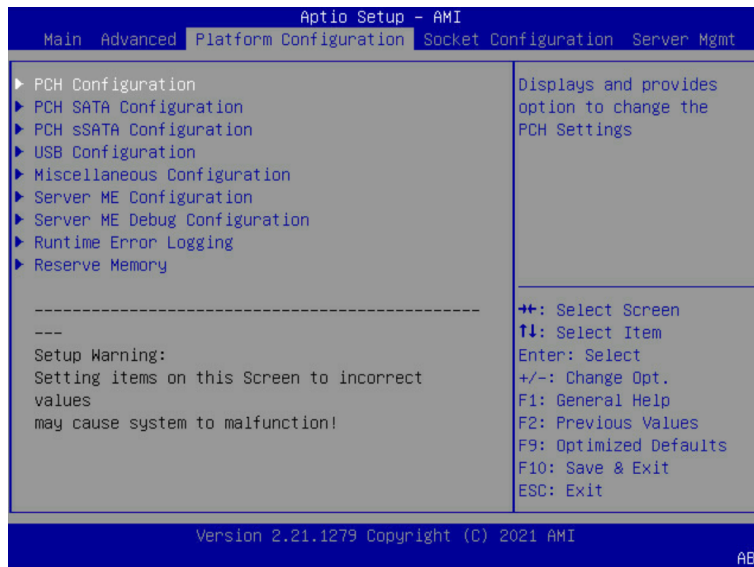 Aptio Setup – AMI
Main Advanced Platform Configuration Socket Configuration Server Mgmt
PCH Configuration
PCH SATA Configuration
PCH sSATA Configuration
USB Configuration
Miscellaneous Configuration
Server ME Configuration
Server ME Debug Configuration
Runtime Error Logging
Reserve Memory
------------------------------------------------
---
Setup Warning:
Setting items on this Screen to incorrect
values
may cause system to malfunction!
Displays and provides
option to change the
PCH Settings
→←: Select Screen
↑↓: Select Item
Enter: Select
+/-: Change Opt.
F1: General Help
F2: Previous Values
F9: Optimized Defaults
F10: Save & Exit
ESC: Exit
Version 2.21.1279 Copyright (C) 2021 AMI
AB